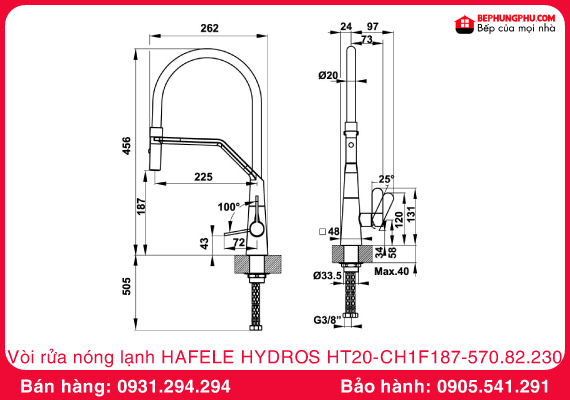 BEPHUNGPHU.COM
Bếp của mọi nhà
262
24
97
73
Ø20
456
225
187
25°
100°
120
131
72
43
□48
34
58
Ø33.5
Max.40
505
G3/8"
Vòi rửa nóng lạnh HAFELE HYDROS HT20-CH1F187-570.82.230
Bán hàng: 0931.294.294
Bảo hành: 0905.541.291